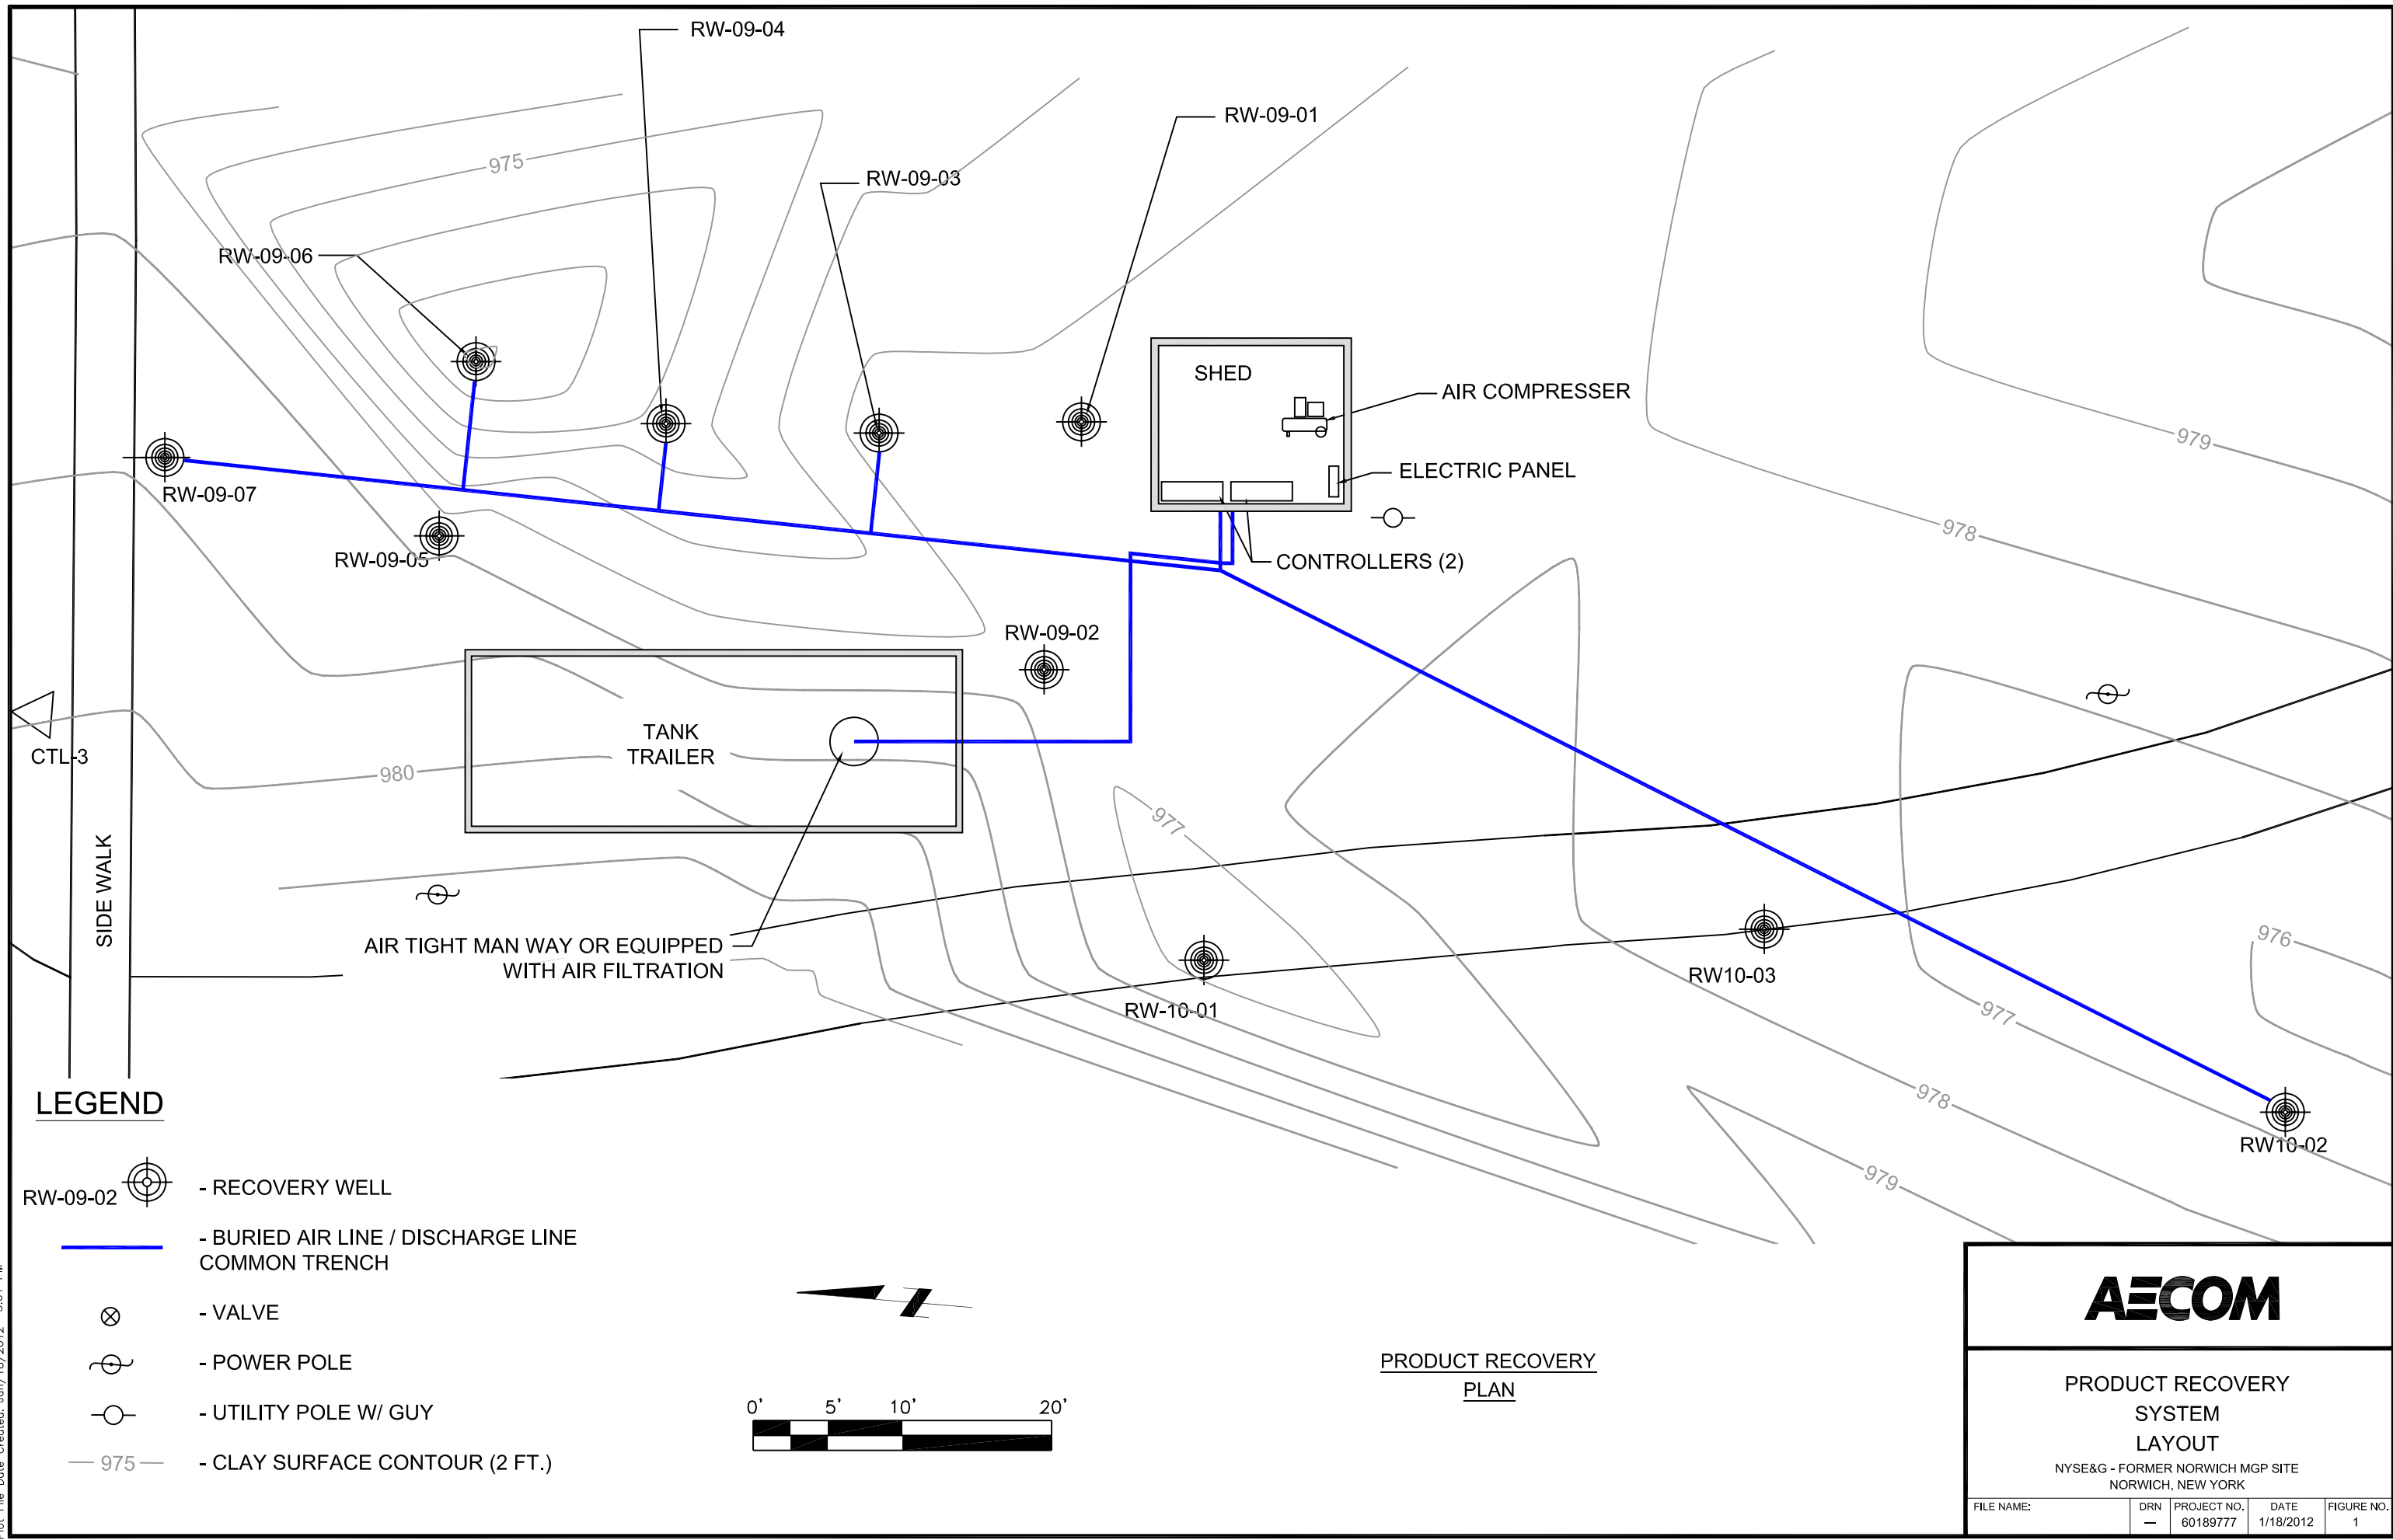 RW-09-04
RW-09-01
975
RW-09-03
RW-09-06
SHED
AIR COMPRESSER
979
ELECTRIC PANEL
RW-09-07
978
RW-09-05
CONTROLLERS (2)
RW-09-02
TANK
TRAILER
CTL-3
980
977
SIDE WALK
AIR TIGHT MAN WAY OR EQUIPPED
WITH AIR FILTRATION
976
RW10-03
RW-10-01
977
978
RW10-02
979
LEGEND
RW-09-02
- RECOVERY WELL
- BURIED AIR LINE / DISCHARGE LINE
COMMON TRENCH
- VALVE
- POWER POLE
- UTILITY POLE W/ GUY
975
- CLAY SURFACE CONTOUR (2 FT.)
0' 5' 10' 20'
PRODUCT RECOVERY
PLAN
AECOM
PRODUCT RECOVERY
SYSTEM
LAYOUT
NYSE&G - FORMER NORWICH MGP SITE
NORWICH, NEW YORK
FILE NAME:
DRN
—
PROJECT NO.
60189777
DATE
1/18/2012
FIGURE NO.
1